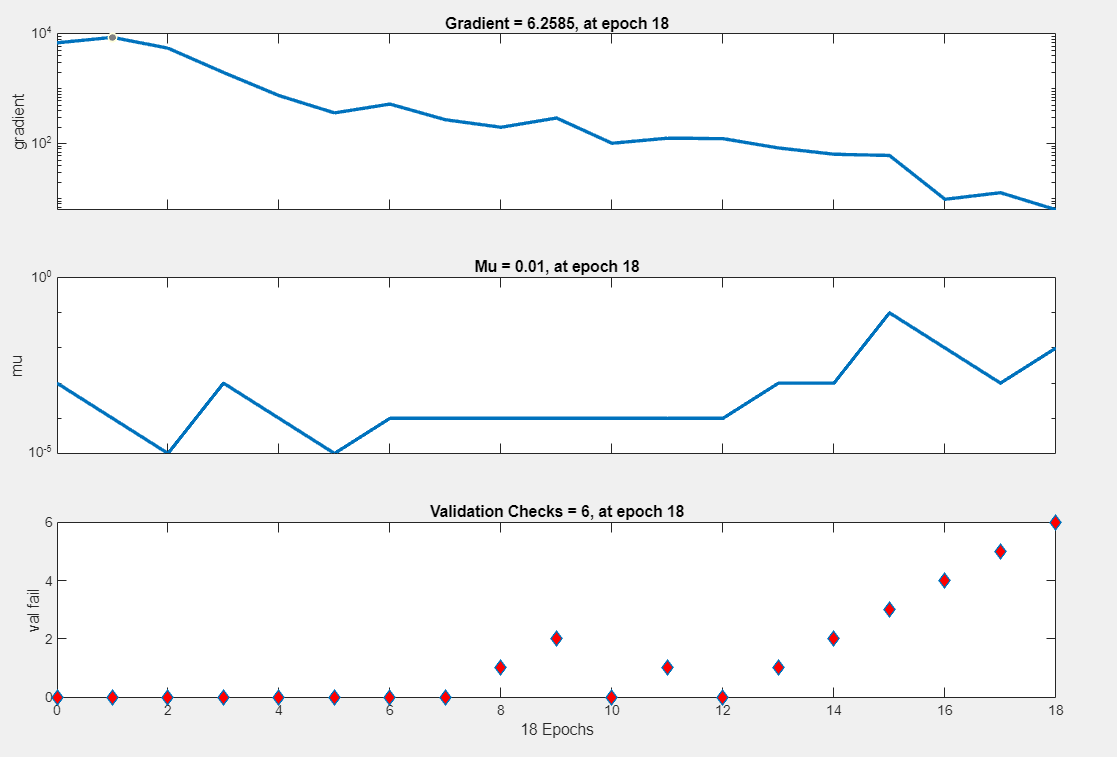 Gradient = 6.2585, at epoch 18
10⁴
gradient
10²
Mu = 0.01, at epoch 18
10⁰
mu
10⁻⁵
Validation Checks = 6, at epoch 18
6
4
val fail
2
0
0 2 4 6 8 10 12 14 16 18
18 Epochs